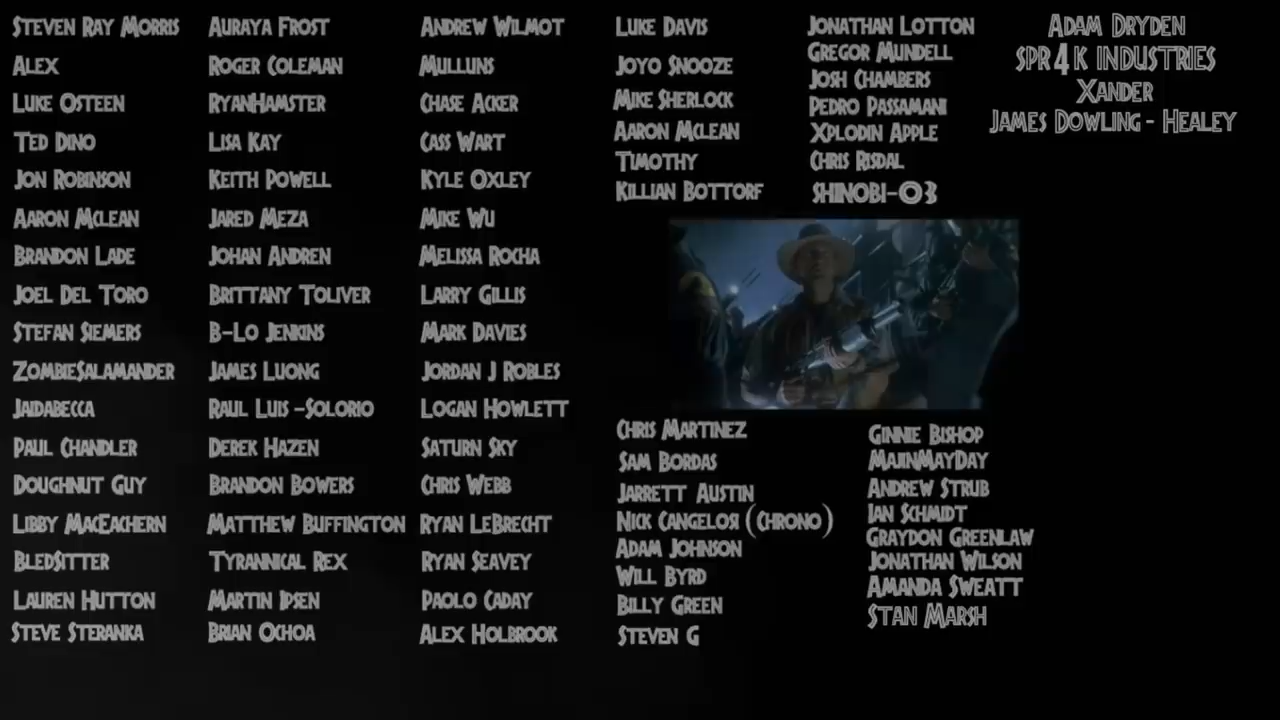 Steven Ray Morris
Alex
Luke Osteen
Ted Dino
Jon Robinson
Aaron Mclean
Brandon Lade
Joel Del Toro
Stefan Siemers
ZombieSalamander
Jaidabecca
Paul Chandler
Doughnut Guy
Libby MacEachern
BledSitter
Lauren Hutton
Steve Steranka
Auraya Frost
Roger Coleman
RyanHamster
Lisa Kay
Keith Powell
Jared Meza
Johan Andren
Brittany Toliver
B-Lo Jenkins
James Luong
Raul Luis -Solorio
Derek Hazen
Brandon Bowers
Matthew Buffington
Tyrannical Rex
Martin Ipsen
Brian Ochoa
Andrew Wilmot
Mulluns
Chase Acker
Cass Wart
Kyle Oxley
Mike Wu
Melissa Rocha
Larry Gillis
Mark Davies
Jordan J Robles
Logan Howlett
Saturn Sky
Chris Webb
Ryan LeBrecht
Ryan Seavey
Paolo Caday
Alex Holbrook
Luke Davis
Joyo Snooze
Mike Sherlock
Aaron Mclean
Timothy
Killian Bottorf
Jonathan Lotton
Gregor Mundell
Josh Chambers
Pedro Passamani
Xplodin Apple
Chris Risdal
SHINOBI-03
Adam Dryden
SPR4K INDUSTRIES
Xander
James Dowling - Healey
Chris Martinez
Sam Bordas
Jarrett Austin
Nick Cangelosi (Chrono)
Adam Johnson
Will Byrd
Billy Green
Steven G
Ginnie Bishop
MajinMayDay
Andrew Strub
Ian Schmidt
Graydon Greenlaw
Jonathan Wilson
Amanda Sweatt
Stan Marsh